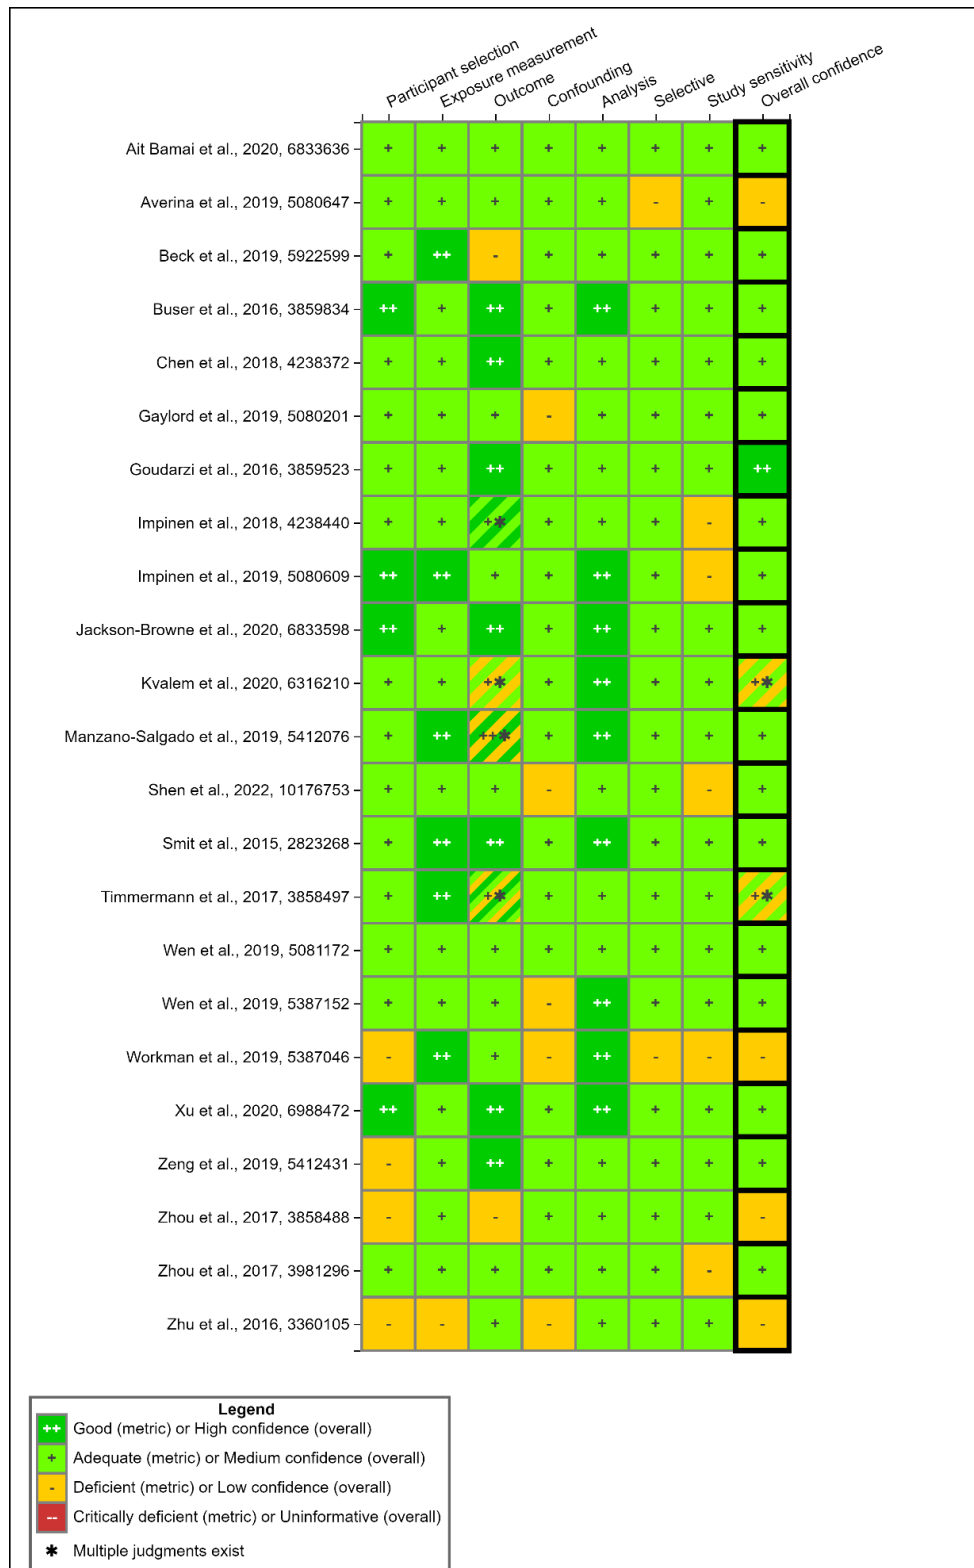 Participant selection
Exposure measurement
Outcome
Confounding
Analysis
Selective
Study sensitivity
Overall confidence
Ait Bamai et al., 2020, 6833636 + + + + + + + +
Averina et al., 2019, 5080647 + + + + + - + -
Beck et al., 2019, 5922599 + ++ - + + + + +
Buser et al., 2016, 3859834 ++ + ++ + ++ + + +
Chen et al., 2018, 4238372 + + ++ + + + + +
Gaylord et al., 2019, 5080201 + + + - + + + +
Goudarzi et al., 2016, 3859523 + + ++ + + + + ++
Impinen et al., 2018, 4238440 + + +✱ + + + - +
Impinen et al., 2019, 5080609 ++ ++ + + ++ + - +
Jackson-Browne et al., 2020, 6833598 ++ + ++ + ++ + + +
Kvalem et al., 2020, 6316210 + + +✱ + ++ + + +✱
Manzano-Salgado et al., 2019, 5412076 + ++ ++✱ + ++ + + +
Shen et al., 2022, 10176753 + + + - + + - +
Smit et al., 2015, 2823268 + ++ ++ + ++ + + +
Timmermann et al., 2017, 3858497 + ++ +✱ + + + + +✱
Wen et al., 2019, 5081172 + + + + + + + +
Wen et al., 2019, 5387152 + + + - ++ + + +
Workman et al., 2019, 5387046 - ++ + - ++ - - -
Xu et al., 2020, 6988472 ++ + ++ + ++ + + +
Zeng et al., 2019, 5412431 - + ++ + + + + +
Zhou et al., 2017, 3858488 - + - + + + + -
Zhou et al., 2017, 3981296 + + + + + + - +
Zhu et al., 2016, 3360105 - - + - + + + -
Legend
++ Good (metric) or High confidence (overall)
+ Adequate (metric) or Medium confidence (overall)
- Deficient (metric) or Low confidence (overall)
-- Critically deficient (metric) or Uninformative (overall)
✱ Multiple judgments exist